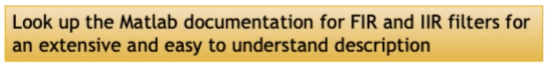 Look up the Matlab documentation for FIR and IIR filters for
an extensive and easy to understand description